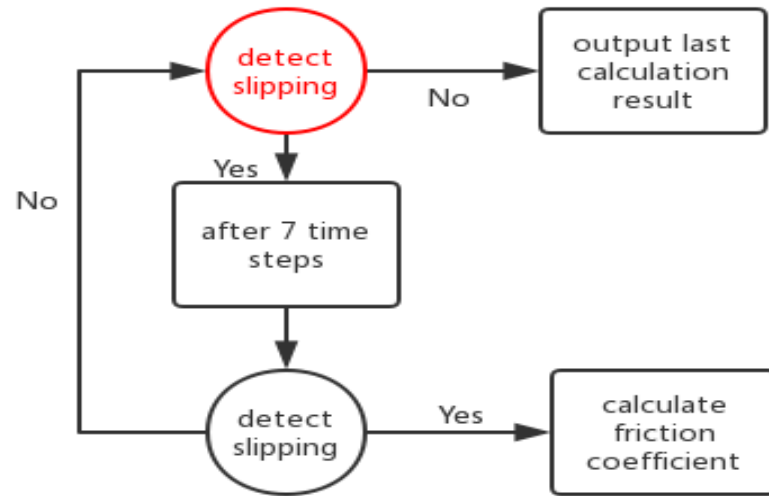 detect
slipping
No
output last
calculation
result
Yes
No
after 7 time
steps
detect
slipping
Yes
calculate
friction
coefficient